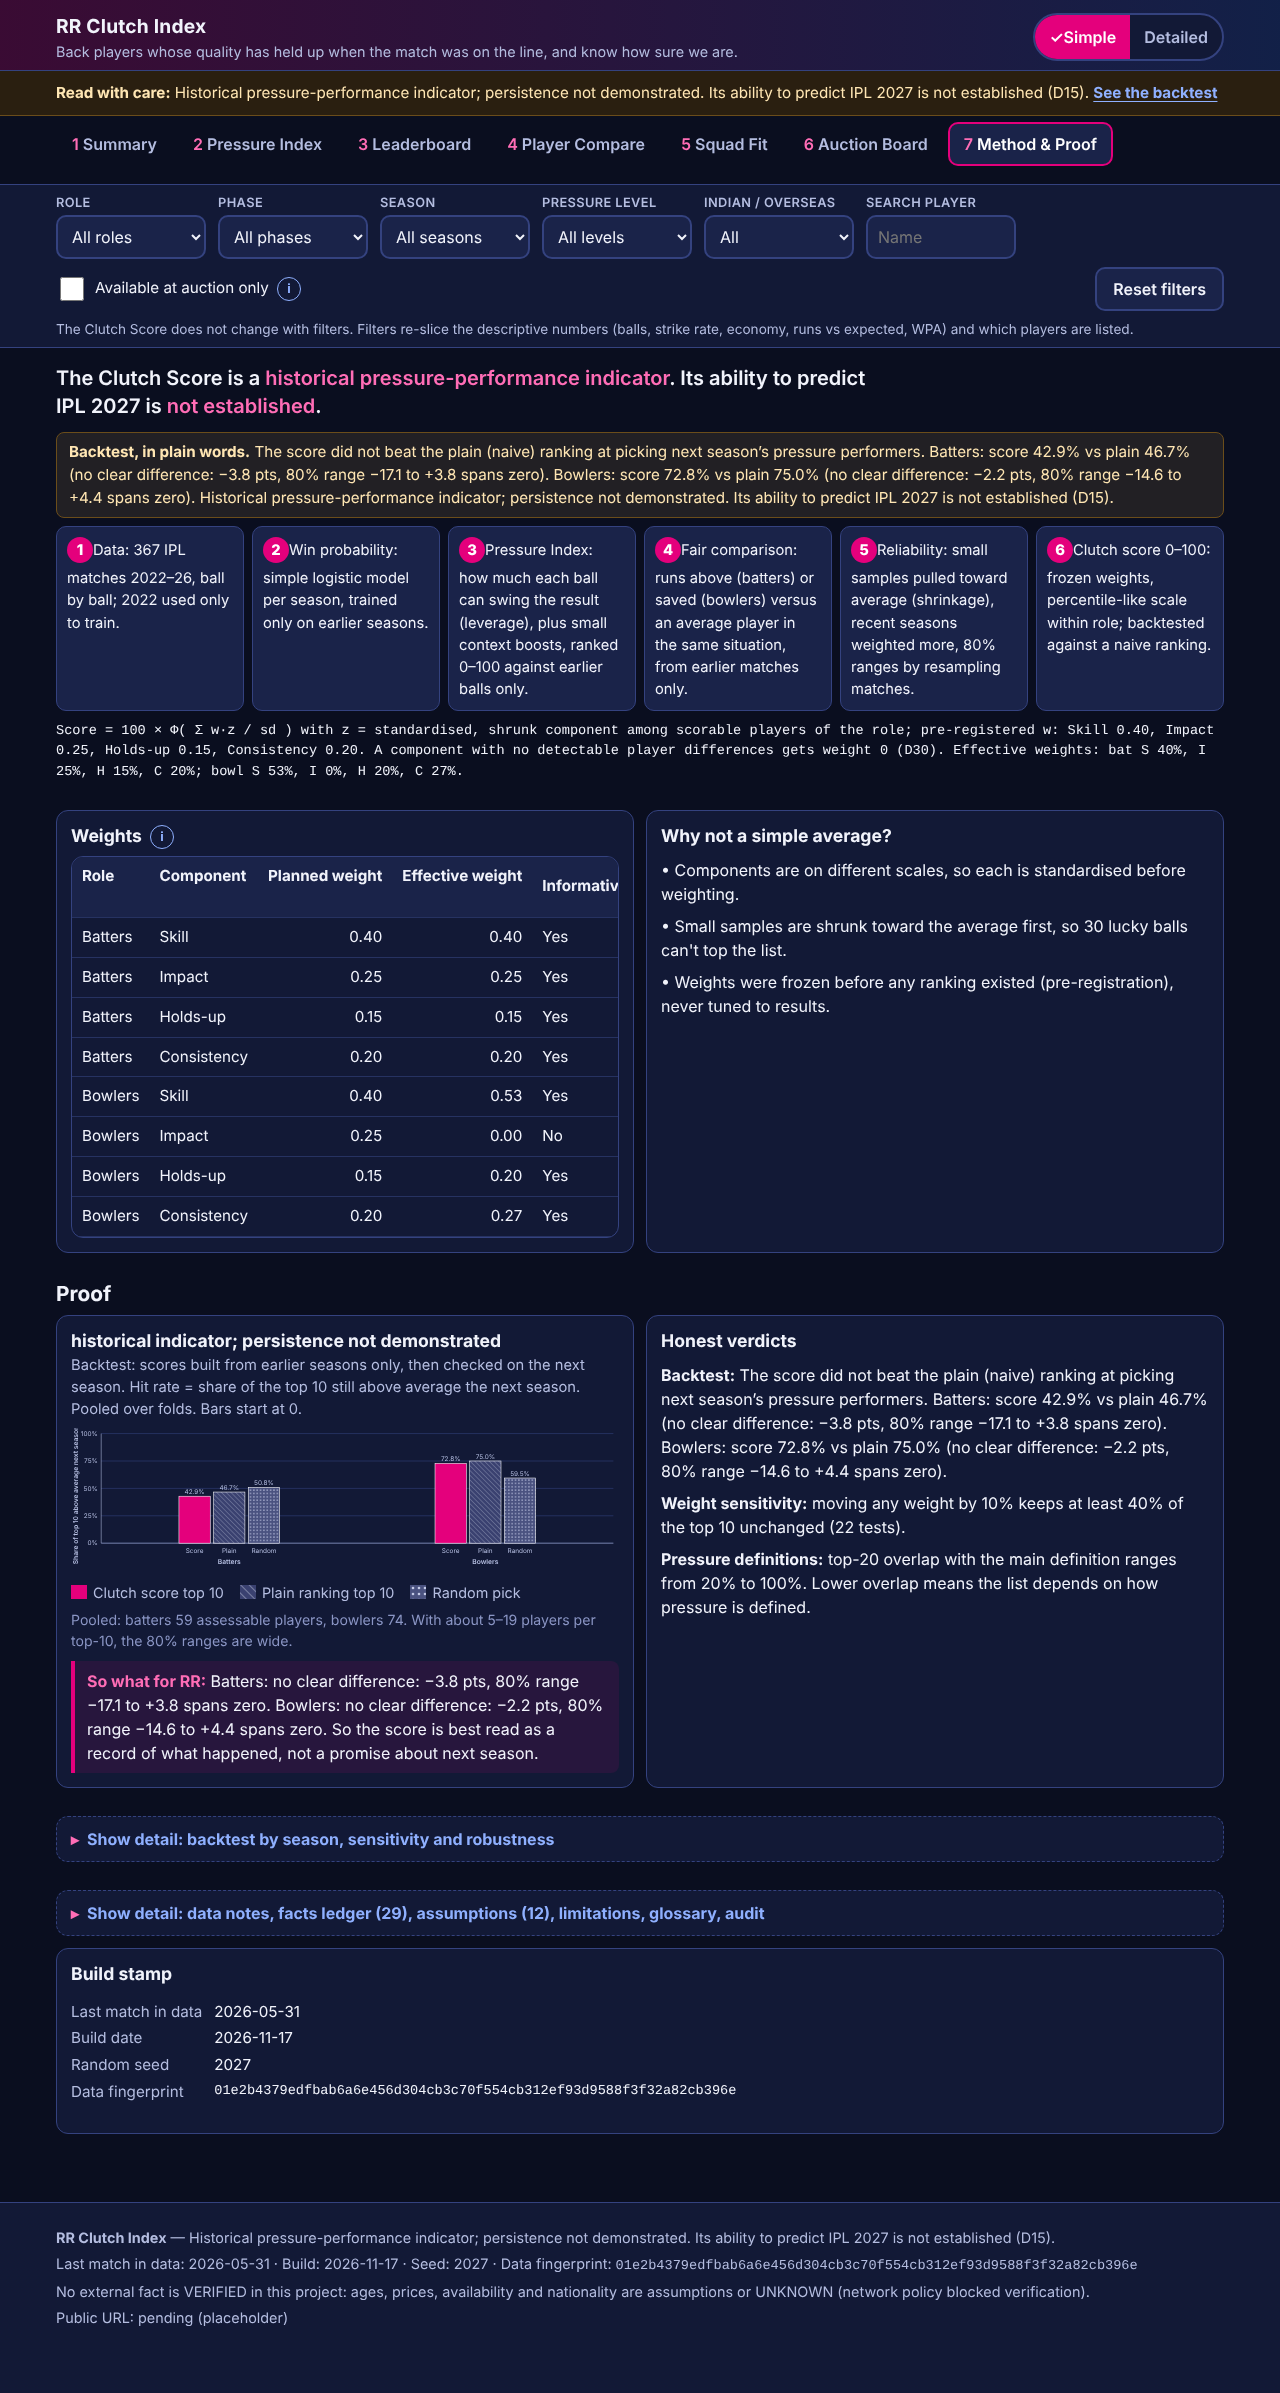 RR Clutch Index
Back players whose quality has held up when the match was on the line, and know how sure we are.
✓Simple
Detailed
Read with care: Historical pressure-performance indicator; persistence not demonstrated. Its ability to predict IPL 2027 is not established (D15). See the backtest
1 Summary
2 Pressure Index
3 Leaderboard
4 Player Compare
5 Squad Fit
6 Auction Board
7 Method & Proof
ROLE
PHASE
SEASON
PRESSURE LEVEL
INDIAN / OVERSEAS
SEARCH PLAYER
All roles
All phases
All seasons
All levels
All
Name
Available at auction only i
Reset filters
The Clutch Score does not change with filters. Filters re-slice the descriptive numbers (balls, strike rate, economy, runs vs expected, WPA) and which players are listed.
The Clutch Score is a historical pressure-performance indicator. Its ability to predict
IPL 2027 is not established.
Backtest, in plain words. The score did not beat the plain (naive) ranking at picking next season's pressure performers. Batters: score 42.9% vs plain 46.7%
(no clear difference: −3.8 pts, 80% range −17.1 to +3.8 spans zero). Bowlers: score 72.8% vs plain 75.0% (no clear difference: −2.2 pts, 80% range −14.6 to
+4.4 spans zero). Historical pressure-performance indicator; persistence not demonstrated. Its ability to predict IPL 2027 is not established (D15).
1 Data: 367 IPL
matches 2022–26, ball
by ball; 2022 used only
to train.
2 Win probability:
simple logistic model
per season, trained
only on earlier seasons.
3 Pressure Index:
how much each ball
can swing the result
(leverage), plus small
context boosts, ranked
0–100 against earlier
balls only.
4 Fair comparison:
runs above (batters) or
saved (bowlers) versus
an average player in
the same situation,
from earlier matches
only.
5 Reliability: small
samples pulled toward
average (shrinkage),
recent seasons
weighted more, 80%
ranges by resampling
matches.
6 Clutch score 0–100:
frozen weights,
percentile-like scale
within role; backtested
against a naive ranking.
Score = 100 × Φ( Σ w·z / sd ) with z = standardised, shrunk component among scorable players of the role; pre-registered w: Skill 0.40, Impact
0.25, Holds-up 0.15, Consistency 0.20. A component with no detectable player differences gets weight 0 (D30). Effective weights: bat S 40%, I
25%, H 15%, C 20%; bowl S 53%, I 0%, H 20%, C 27%.
Weights i
Role Component Planned weight Effective weight Informativ
Batters Skill 0.40 0.40 Yes
Batters Impact 0.25 0.25 Yes
Batters Holds-up 0.15 0.15 Yes
Batters Consistency 0.20 0.20 Yes
Bowlers Skill 0.40 0.53 Yes
Bowlers Impact 0.25 0.00 No
Bowlers Holds-up 0.15 0.20 Yes
Bowlers Consistency 0.20 0.27 Yes
Why not a simple average?
• Components are on different scales, so each is standardised before
weighting.
• Small samples are shrunk toward the average first, so 30 lucky balls
can't top the list.
• Weights were frozen before any ranking existed (pre-registration),
never tuned to results.
Proof
historical indicator; persistence not demonstrated
Backtest: scores built from earlier seasons only, then checked on the next
season. Hit rate = share of the top 10 still above average the next season.
Pooled over folds. Bars start at 0.
Share of top 10 above average next season
100%
75%
50%
25%
0%
42.9%
46.7%
50.8%
72.8%
75.0%
59.5%
Score Plain Random
Score Plain Random
Batters
Bowlers
Clutch score top 10
Plain ranking top 10
Random pick
Pooled: batters 59 assessable players, bowlers 74. With about 5–19 players per
top-10, the 80% ranges are wide.
So what for RR: Batters: no clear difference: −3.8 pts, 80% range
−17.1 to +3.8 spans zero. Bowlers: no clear difference: −2.2 pts, 80%
range −14.6 to +4.4 spans zero. So the score is best read as a
record of what happened, not a promise about next season.
Honest verdicts
Backtest: The score did not beat the plain (naive) ranking at picking
next season's pressure performers. Batters: score 42.9% vs plain 46.7%
(no clear difference: −3.8 pts, 80% range −17.1 to +3.8 spans zero).
Bowlers: score 72.8% vs plain 75.0% (no clear difference: −2.2 pts,
80% range −14.6 to +4.4 spans zero).
Weight sensitivity: moving any weight by 10% keeps at least 40% of
the top 10 unchanged (22 tests).
Pressure definitions: top-20 overlap with the main definition ranges
from 20% to 100%. Lower overlap means the list depends on how
pressure is defined.
▸ Show detail: backtest by season, sensitivity and robustness
▸ Show detail: data notes, facts ledger (29), assumptions (12), limitations, glossary, audit
Build stamp
Last match in data 2026-05-31
Build date 2026-11-17
Random seed 2027
Data fingerprint 01e2b4379edfbab6a6e456d304cb3c70f554cb312ef93d9588f3f32a82cb396e
RR Clutch Index — Historical pressure-performance indicator; persistence not demonstrated. Its ability to predict IPL 2027 is not established (D15).
Last match in data: 2026-05-31 · Build: 2026-11-17 · Seed: 2027 · Data fingerprint: 01e2b4379edfbab6a6e456d304cb3c70f554cb312ef93d9588f3f32a82cb396e
No external fact is VERIFIED in this project: ages, prices, availability and nationality are assumptions or UNKNOWN (network policy blocked verification).
Public URL: pending (placeholder)